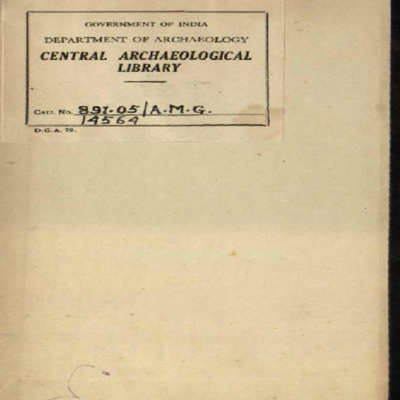 GOVERNMENT OF INDIA
DEPARTMENT OF ARCHAEOLOGY
CENTRAL ARCHAEOLOGICAL
LIBRARY
CALL No. 891.05/A.M.G.
14564
D.G.A. 79.